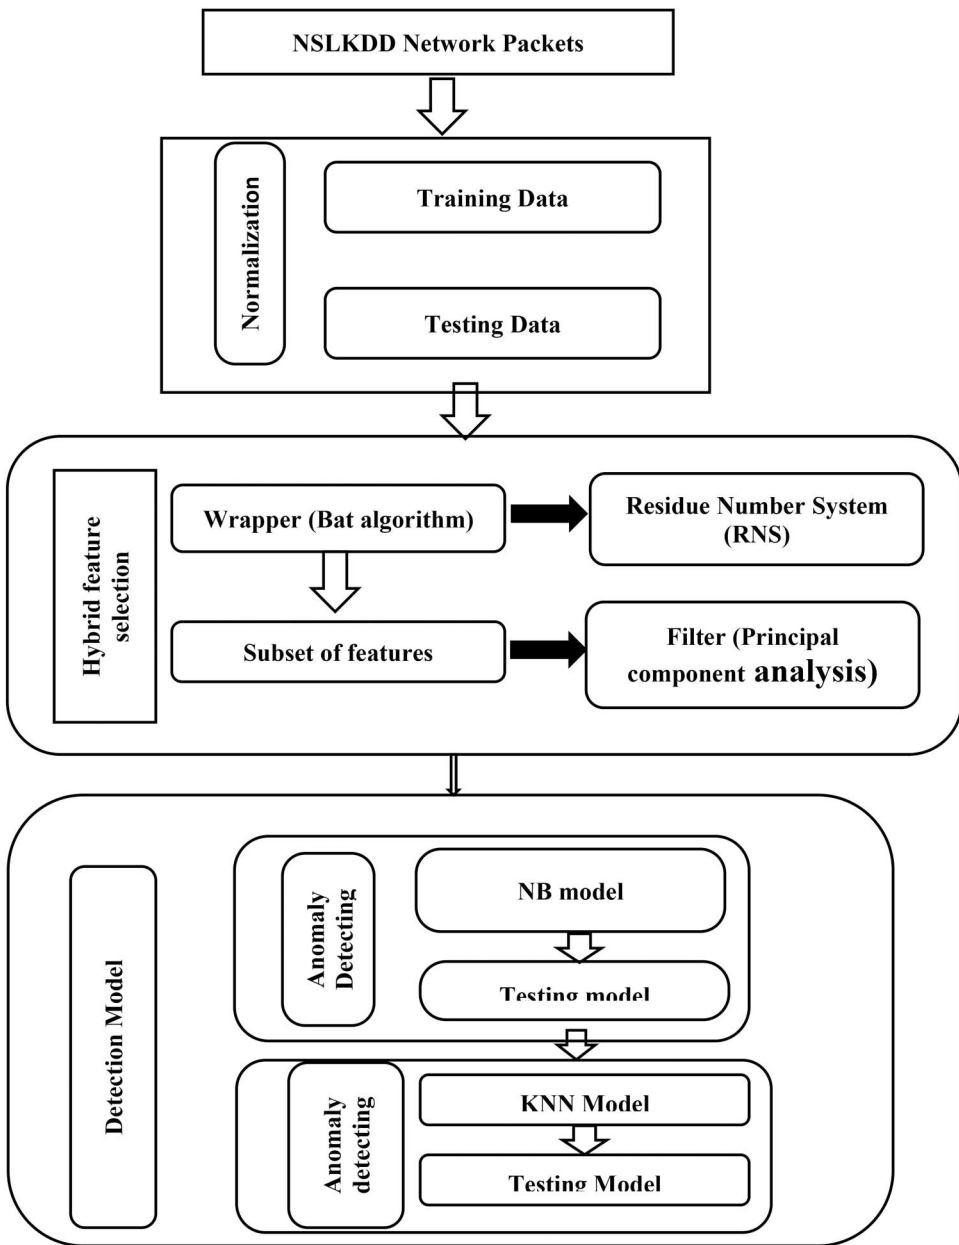 NSLKDD Network Packets
Normalization
Training Data
Testing Data
Hybrid feature
selection
Wrapper (Bat algorithm)
Residue Number System
(RNS)
Subset of features
Filter (Principal
component analysis)
Detection Model
Anomaly
Detecting
NB model
Testing model
Anomaly
detecting
KNN Model
Testing Model